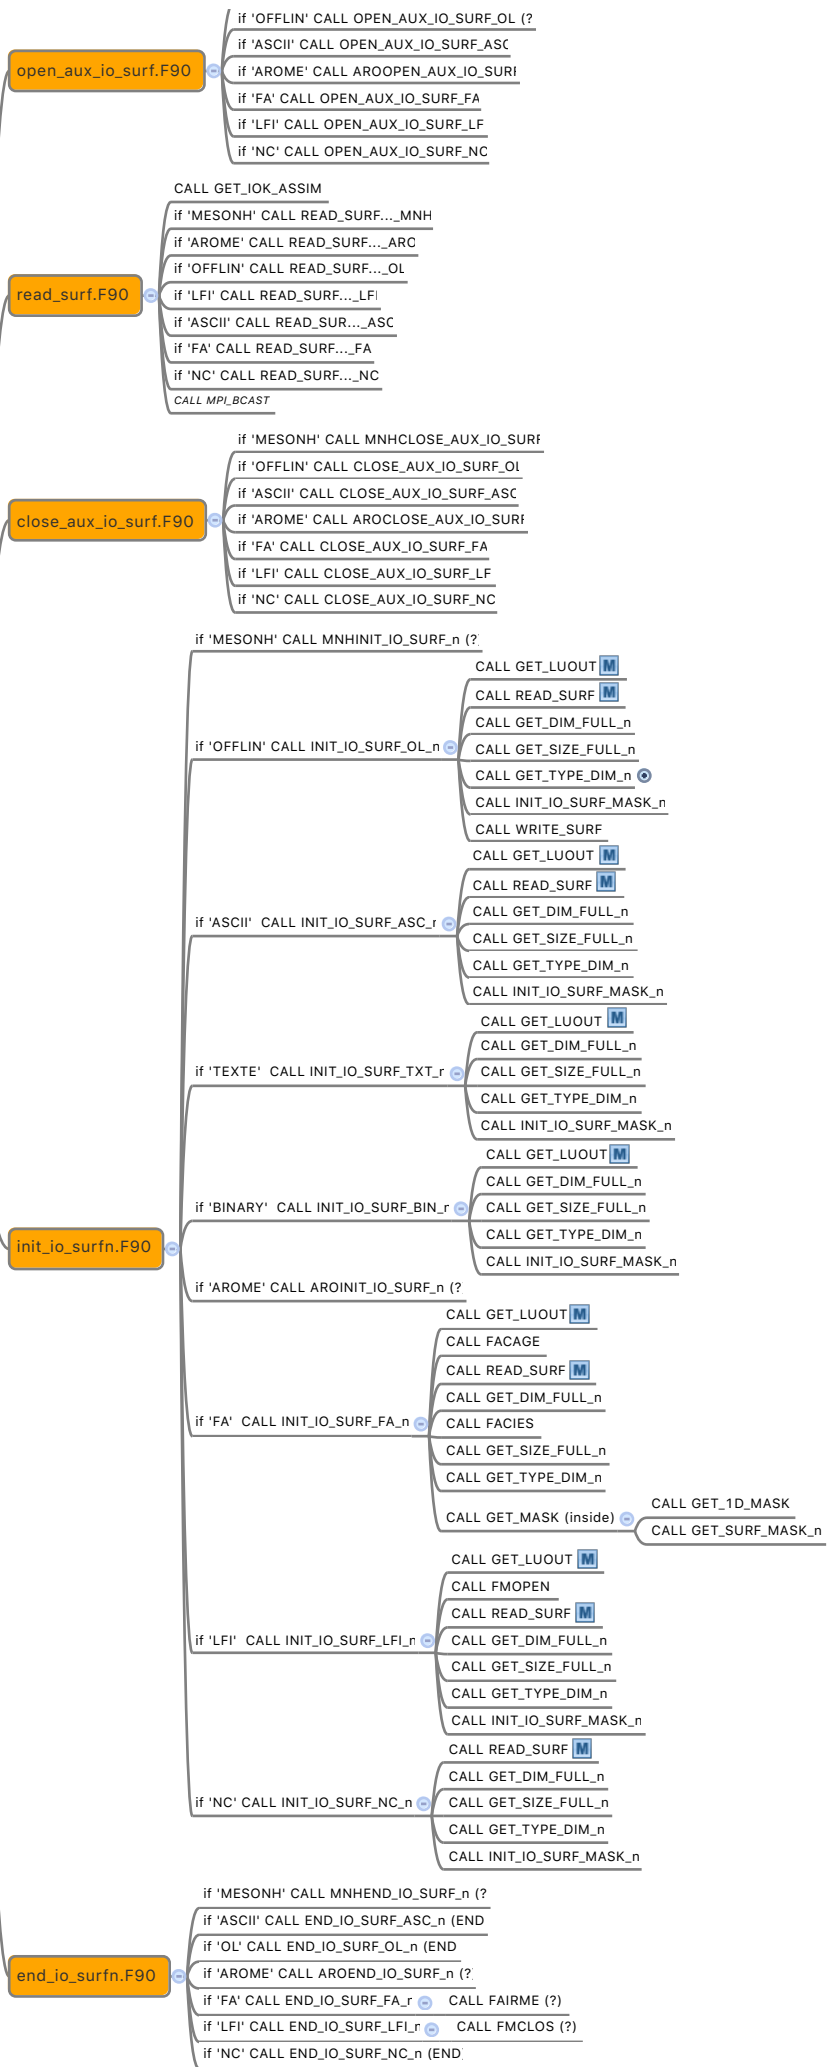 if 'OFFLIN' CALL OPEN_AUX_IO_SURF_OL (?
if 'ASCII' CALL OPEN_AUX_IO_SURF_ASC
open_aux_io_surf.F90
if 'AROME' CALL AROOPEN_AUX_IO_SURF
if 'FA' CALL OPEN_AUX_IO_SURF_FA
if 'LFI' CALL OPEN_AUX_IO_SURF_LF
if 'NC' CALL OPEN_AUX_IO_SURF_NC
CALL GET_IOK_ASSIM
if 'MESONH' CALL READ_SURF..._MNH
if 'AROME' CALL READ_SURF..._ARO
if 'OFFLIN' CALL READ_SURF..._OL
read_surf.F90
if 'LFI' CALL READ_SURF..._LFI
if 'ASCII' CALL READ_SUR..._ASC
if 'FA' CALL READ_SURF..._FA
if 'NC' CALL READ_SURF..._NC
CALL MPI_BCAST
if 'MESONH' CALL MNHCLOSE_AUX_IO_SURF
if 'OFFLIN' CALL CLOSE_AUX_IO_SURF_OL
if 'ASCII' CALL CLOSE_AUX_IO_SURF_ASC
close_aux_io_surf.F90
if 'AROME' CALL AROCLOSE_AUX_IO_SURF
if 'FA' CALL CLOSE_AUX_IO_SURF_FA
if 'LFI' CALL CLOSE_AUX_IO_SURF_LF
if 'NC' CALL CLOSE_AUX_IO_SURF_NC
init_io_surfn.F90
if 'MESONH' CALL MNHINIT_IO_SURF_n (?
if 'OFFLIN' CALL INIT_IO_SURF_OL_n
CALL GET_LUOUT M
CALL READ_SURF M
CALL GET_DIM_FULL_n
CALL GET_SIZE_FULL_n
CALL GET_TYPE_DIM_n
CALL INIT_IO_SURF_MASK_n
CALL WRITE_SURF
if 'ASCII' CALL INIT_IO_SURF_ASC_n
CALL GET_LUOUT M
CALL READ_SURF M
CALL GET_DIM_FULL_n
CALL GET_SIZE_FULL_n
CALL GET_TYPE_DIM_n
CALL INIT_IO_SURF_MASK_n
if 'TEXTE' CALL INIT_IO_SURF_TXT_n
CALL GET_LUOUT M
CALL GET_DIM_FULL_n
CALL GET_SIZE_FULL_n
CALL GET_TYPE_DIM_n
CALL INIT_IO_SURF_MASK_n
if 'BINARY' CALL INIT_IO_SURF_BIN_n
CALL GET_LUOUT M
CALL GET_DIM_FULL_n
CALL GET_SIZE_FULL_n
CALL GET_TYPE_DIM_n
CALL INIT_IO_SURF_MASK_n
if 'AROME' CALL AROINIT_IO_SURF_n (?
if 'FA' CALL INIT_IO_SURF_FA_n
CALL GET_LUOUT M
CALL FACAGE
CALL READ_SURF M
CALL GET_DIM_FULL_n
CALL FACIES
CALL GET_SIZE_FULL_n
CALL GET_TYPE_DIM_n
CALL GET_MASK (inside)
CALL GET_1D_MASK
CALL GET_SURF_MASK_n
if 'LFI' CALL INIT_IO_SURF_LFI_n
CALL GET_LUOUT M
CALL FMOPEN
CALL READ_SURF M
CALL GET_DIM_FULL_n
CALL GET_SIZE_FULL_n
CALL GET_TYPE_DIM_n
CALL INIT_IO_SURF_MASK_n
if 'NC' CALL INIT_IO_SURF_NC_n
CALL READ_SURF M
CALL GET_DIM_FULL_n
CALL GET_SIZE_FULL_n
CALL GET_TYPE_DIM_n
CALL INIT_IO_SURF_MASK_n
if 'MESONH' CALL MNHEND_IO_SURF_n (?
if 'ASCII' CALL END_IO_SURF_ASC_n (END
if 'OL' CALL END_IO_SURF_OL_n (END
end_io_surfn.F90
if 'AROME' CALL AROEND_IO_SURF_n (?
if 'FA' CALL END_IO_SURF_FA_n CALL FAIRME (?)
if 'LFI' CALL END_IO_SURF_LFI_n CALL FMCLOS (?)
if 'NC' CALL END_IO_SURF_NC_n (END